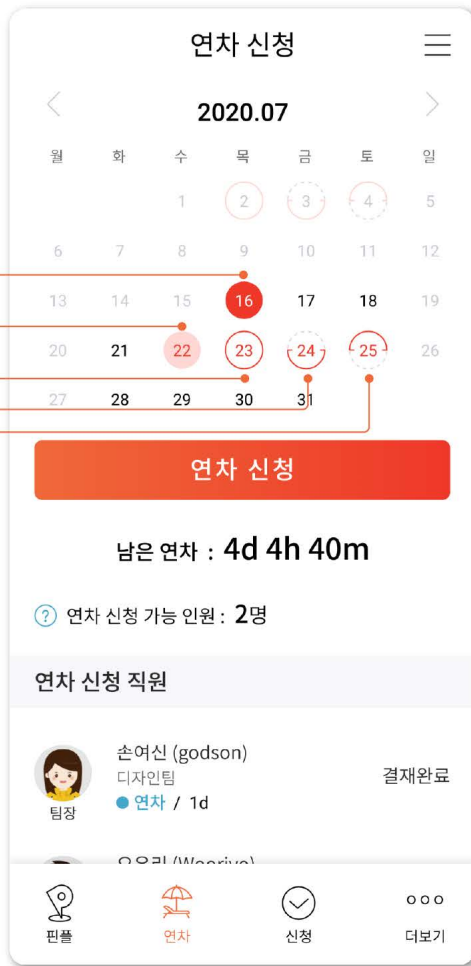 연차 신청
2020.07
월 화 수 목 금 토 일
1 2 3 4 5
6 7 8 9 10 11 12
13 14 15 16 17 18 19
20 21 22 23 24 25 26
27 28 29 30 31
연차 신청
남은 연차 : 4d 4h 40m
? 연차 신청 가능 인원 : 2명
연차 신청 직원
손여신 (godson)
디자인팀
결재완료
연차 / 1d
팀장
핀플 연차 신청 더보기